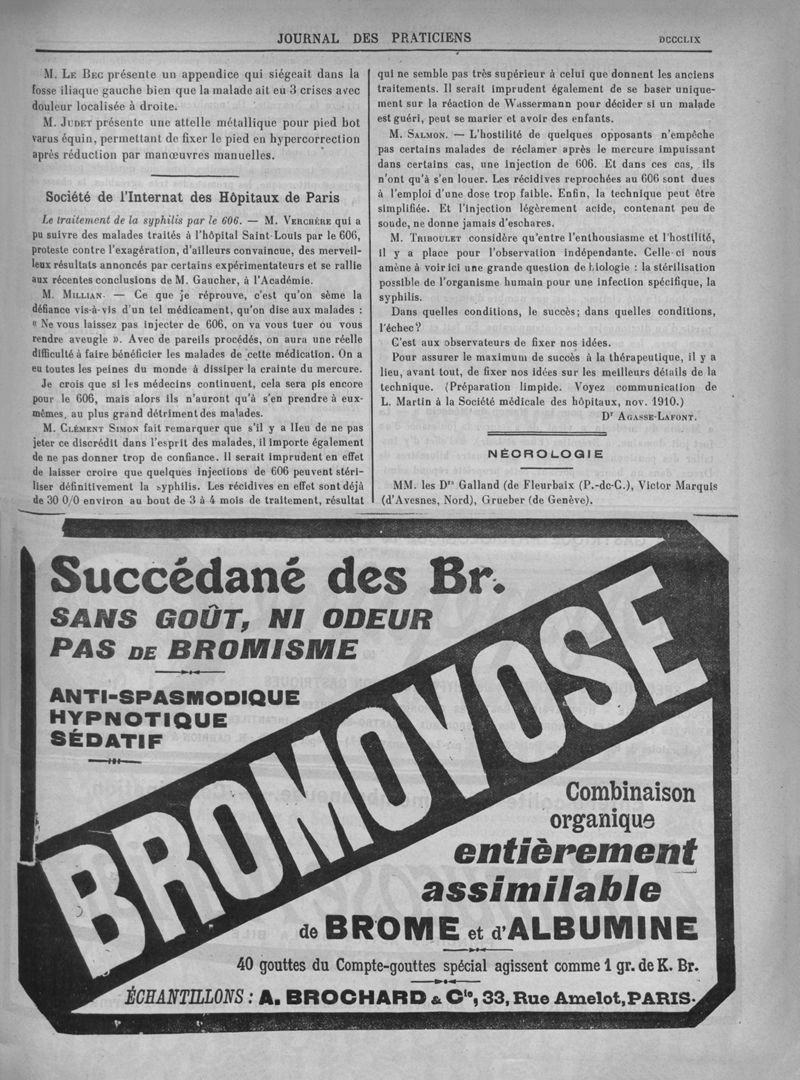 JOURNAL DES PRATICIENS
DCCCLIX
M. LE BEC présente un appendice qui siégeait dans la
fosse iliaque gauche bien que la malade ait eu 3 crises avec
douleur localisée à droite.
M. JUDET présente une attelle métallique pour pied bot
varus équin, permettant de fixer le pied en hypercorrection
après réduction par manœuvres manuelles.
Société de l'Internat des Hôpitaux de Paris
Le traitement de la syphilis par le 606. — M. VERCHÈRE qui a
pu suivre des malades traités à l'hôpital Saint-Louis par le 606,
proteste contre l'exagération, d'ailleurs convaincue, des merveil-
leux résultats annoncés par certains expérimentateurs et se rallie
aux récentes conclusions de M. Gaucher, à l'Académie.
M. MILLIAN. — Ce que je réprouve, c'est qu'on sème la
défiance vis-à-vis d'un tel médicament, qu'on dise aux malades :
« Ne vous laissez pas injecter de 606, on va vous tuer ou vous
rendre aveugle ». Avec de pareils procédés, on aura une réelle
difficulté à faire bénéficier les malades de cette médication. On a
eu toutes les peines du monde à dissiper la crainte du mercure.
Je crois que si les médecins continuent, cela sera pis encore
pour le 606, mais alors ils n'auront qu'à s'en prendre à eux-
mêmes, au plus grand détriment des malades.
M. CLÉMENT SIMON fait remarquer que s'il y a lieu de ne pas
jeter ce discrédit dans l'esprit des malades, il importe également
de ne pas donner trop de confiance. Il serait imprudent en effet
de laisser croire que quelques injections de 606 peuvent stéri-
liser définitivement la syphilis. Les récidives en effet sont déjà
de 30 0/0 environ au bout de 3 à 4 mois de traitement, résultat
qui ne semble pas très supérieur à celui que donnent les anciens
traitements. Il serait imprudent également de se baser unique-
ment sur la réaction de Wassermann pour décider si un malade
est guéri, peut se marier et avoir des enfants.
M. SALMON. — L'hostilité de quelques opposants n'empêche
pas certains malades de réclamer après le mercure impuissant
dans certains cas, une injection de 606. Et dans ces cas, ils
n'ont qu'à s'en louer. Les récidives reprochées au 606 sont dues
à l'emploi d'une dose trop faible. Enfin, la technique peut être
simplifiée. Et l'injection légèrement acide, contenant peu de
soude, ne donne jamais d'eschares.
M. THIBOULET considère qu'entre l'enthousiasme et l'hostilité,
il y a place pour l'observation indépendante. Celle-ci nous
amène à voir ici une grande question de biologie : la stérilisation
possible de l'organisme humain pour une infection spécifique, la
syphilis.
Dans quelles conditions, le succès; dans quelles conditions,
l'échec?
C'est aux observateurs de fixer nos idées.
Pour assurer le maximum de succès à la thérapeutique, il y a
lieu, avant tout, de fixer nos idées sur les meilleurs détails de la
technique. (Préparation limpide. Voyez communication de
L. Martin à la Société médicale des hôpitaux, nov. 1910.)
Dr AGASSE-LAFONT.
NÉCROLOGIE
MM. les Drs Galland (de Fleurbaix (P.-de-C.), Victor Marquis
(d'Avesnes, Nord), Grueber (de Genève).
Succédané des Br.
SANS GOÛT, NI ODEUR
PAS DE BROMISME
ANTI-SPASMODIQUE
HYPNOTIQUE
SÉDATIF
BROMOVOSE
Combinaison
organique
entièrement
assimilable
de BROME et d'ALBUMINE
40 gouttes du Compte-gouttes spécial agissent comme 1 gr. de K. Br.
ÉCHANTILLONS : A. BROCHARD & Cie, 33, Rue Amelot, PARIS.